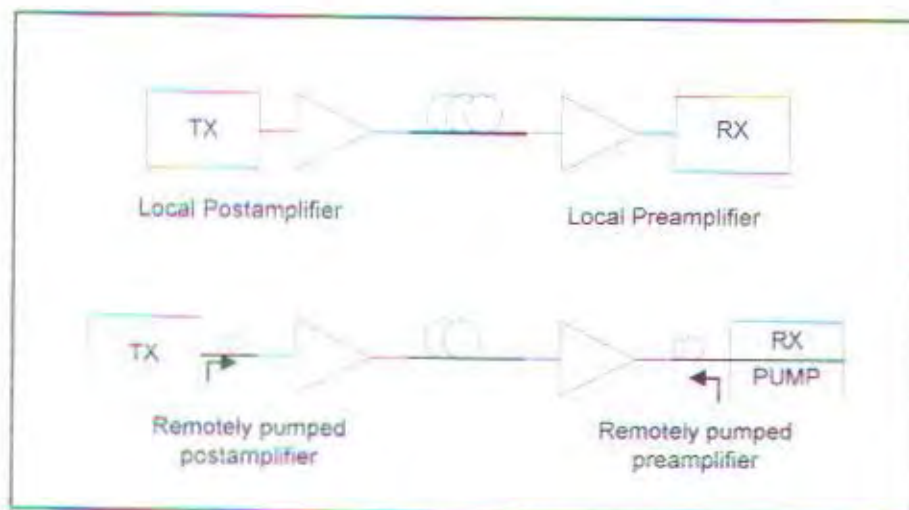 TX
RX
Local Postamplifier
Local Preamplifier
TX
RX
PUMP
Remotely pumped
postamplifier
Remotely pumped
preamplifier